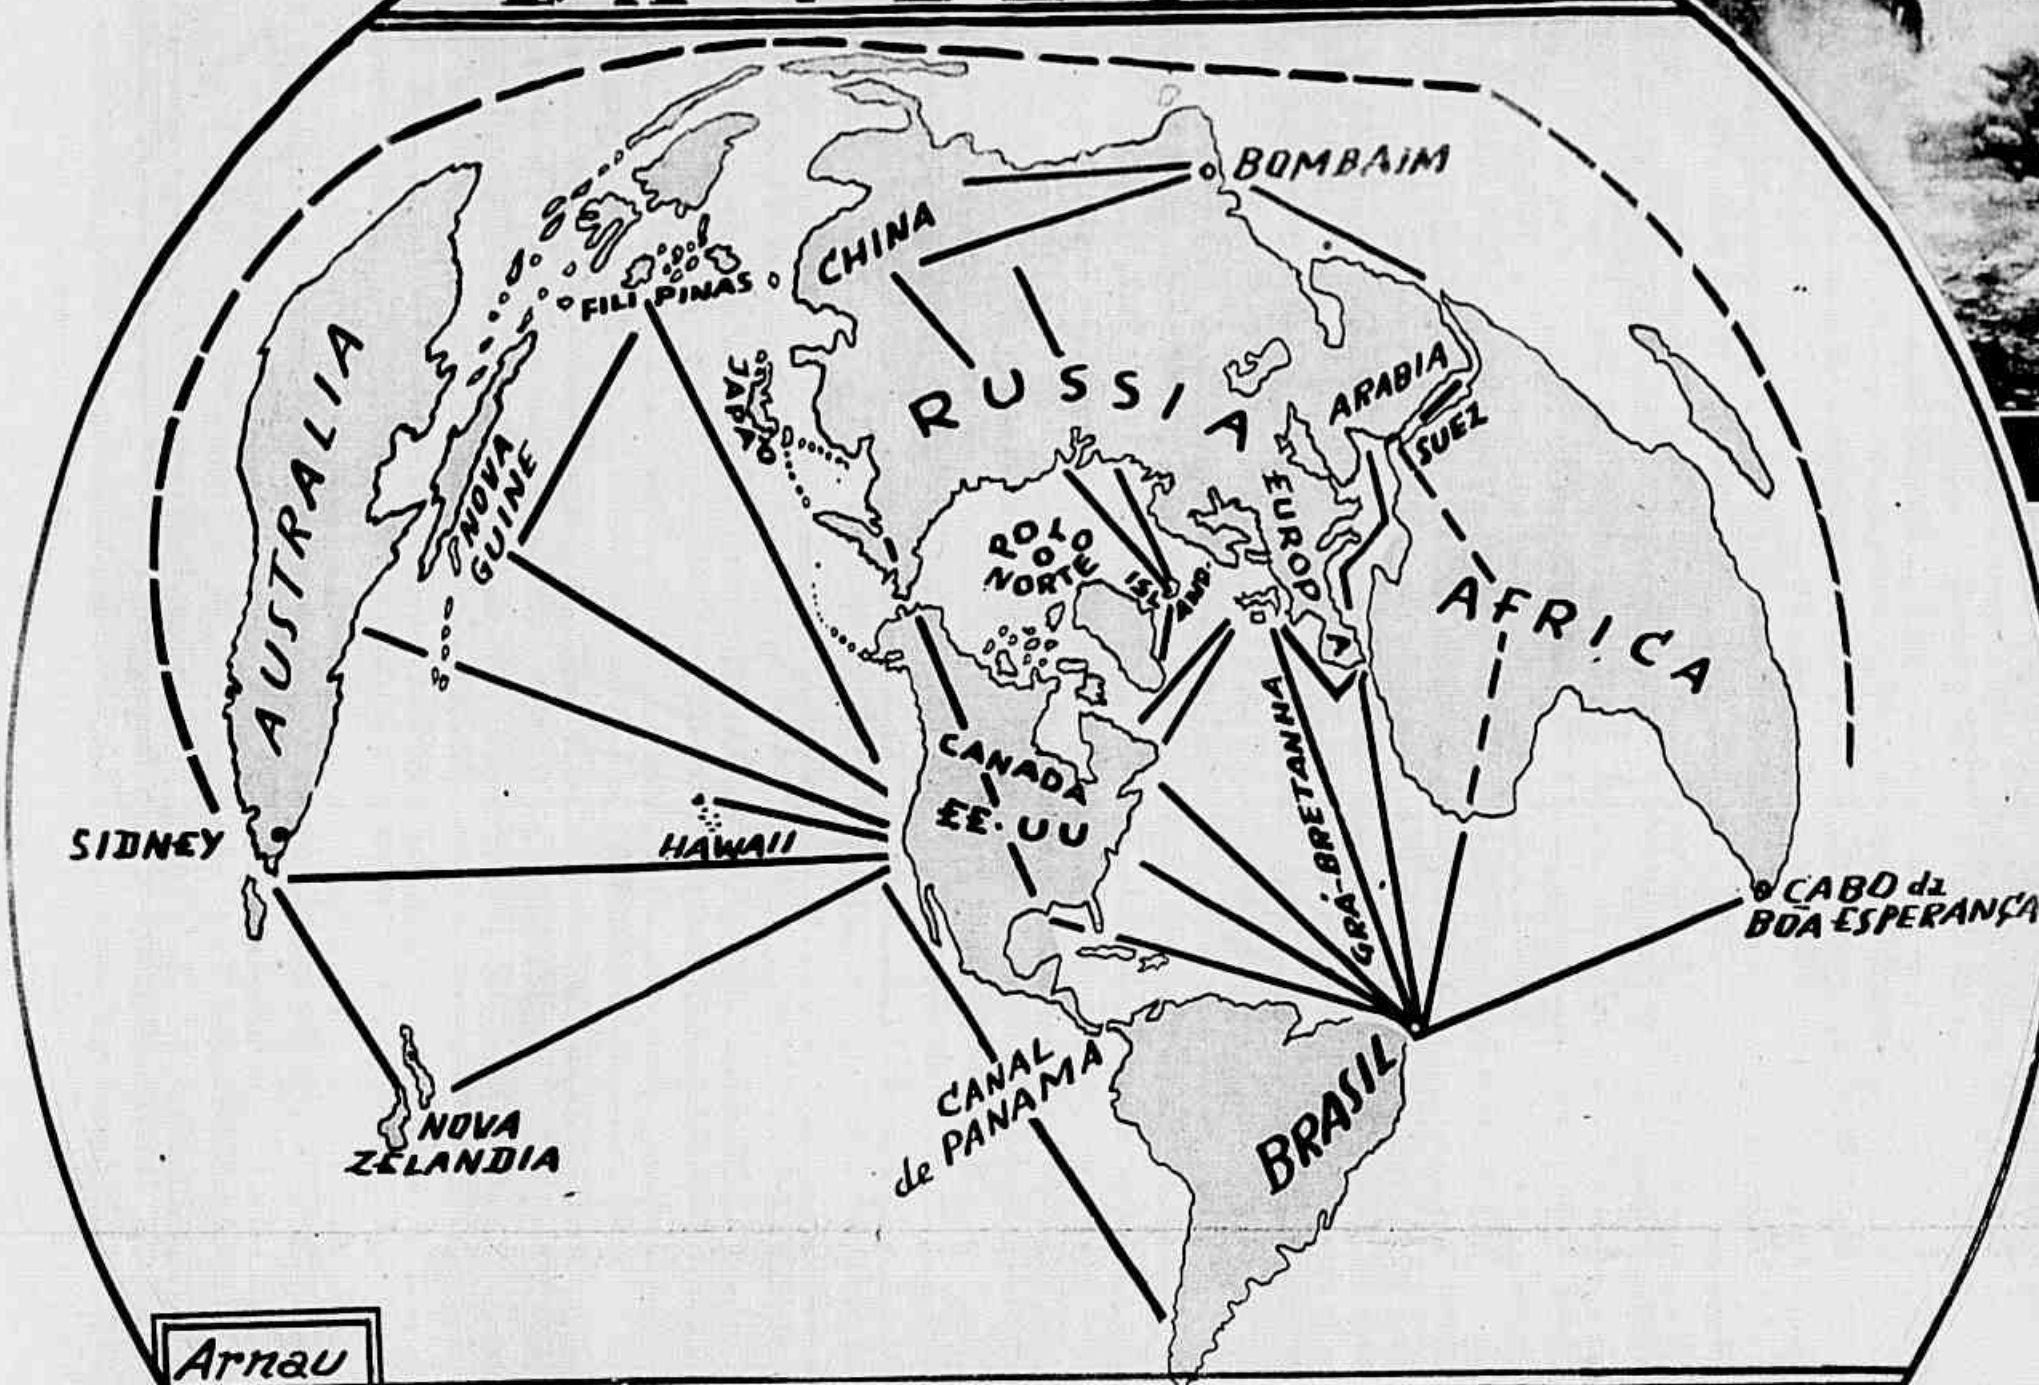 BOMBAIM
CHINA
FILIPINAS
JAPÃO
RUSSIA
ARABIA
SUEZ
AUSTRALIA
NOVA
GUINE
POLO
NORTE
ISLAND.
EUROPA
AFRICA
CANADA
EE. UU
SIDNEY
HAWAII
GRÃ-BRETANHA
CABO da
BÔA ESPERANÇA
CANAL
de PANAMA
BRASIL
NOVA
ZELANDIA
Arnau